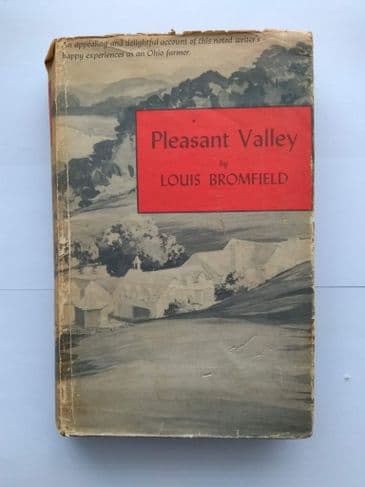 An appealing and delightful account of this noted writer's
happy experiences as an Ohio farmer.
Pleasant Valley
by
LOUIS BROMFIELD